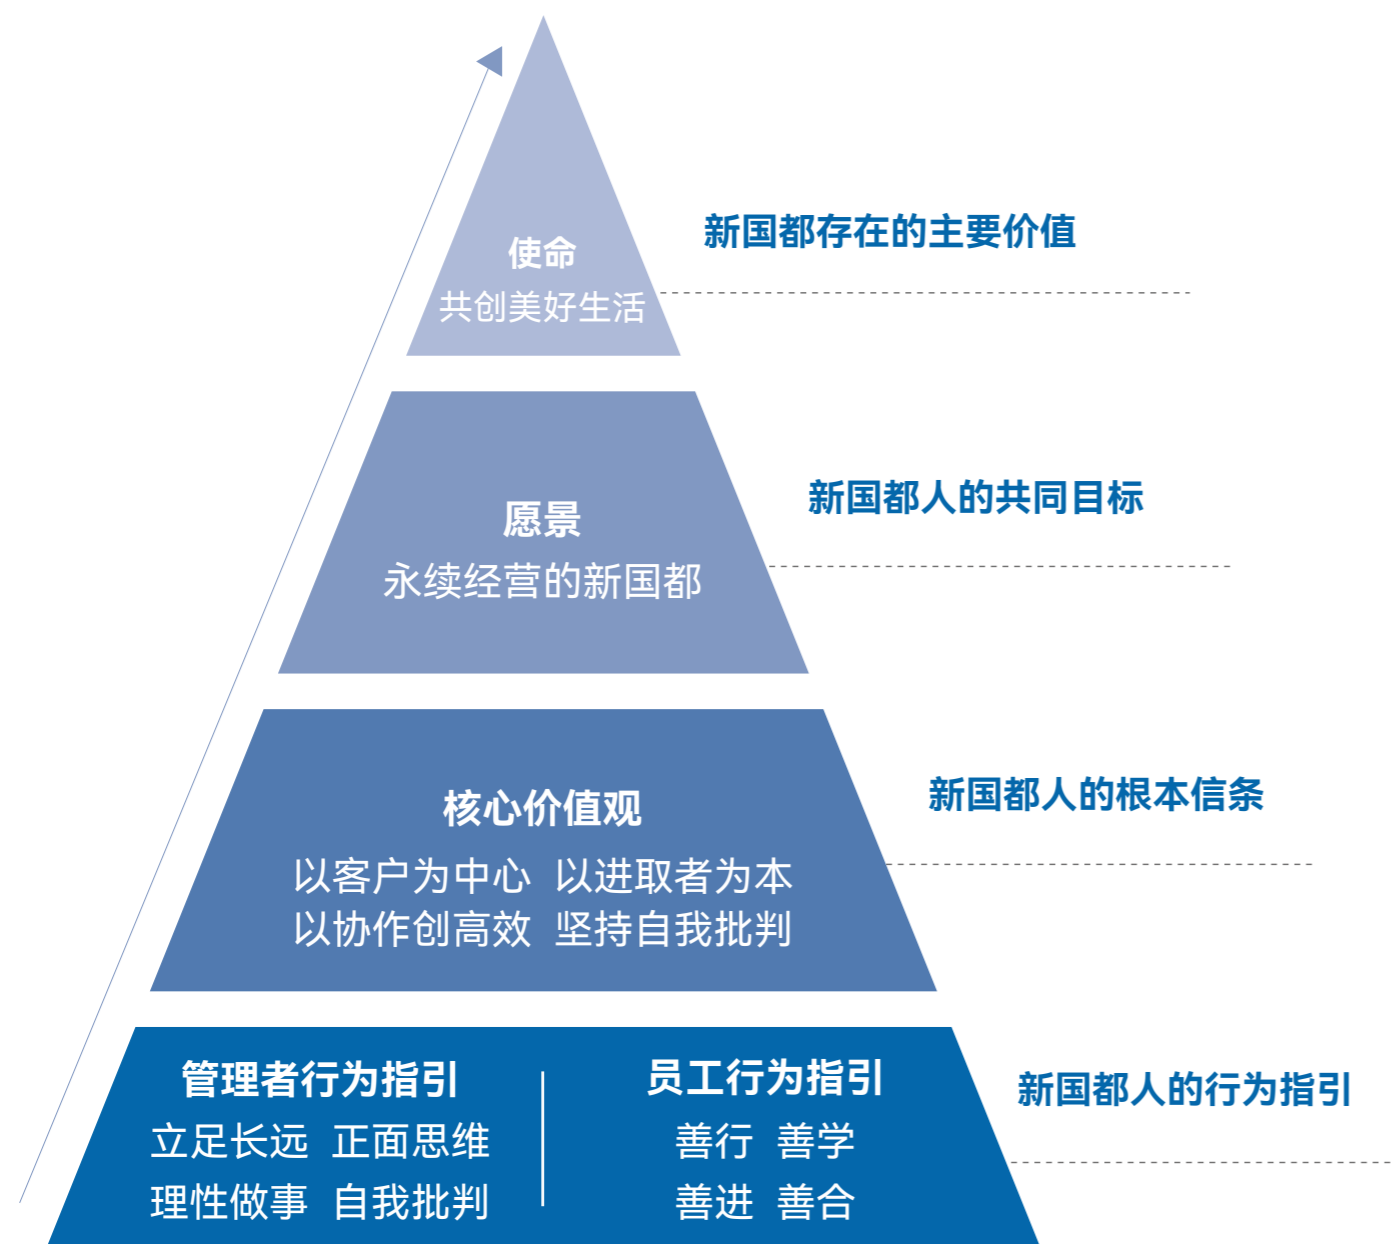 新国都存在的主要价值
使命
共创美好生活
新国都人的共同目标
愿景
永续经营的新国都
新国都人的根本信条
核心价值观
以客户为中心 以进取者为本
以协作创高效 坚持自我批判
新国都人的行为指引
管理者行为指引
立足长远 正面思维
理性做事 自我批判
员工行为指引
善行 善学
善进 善合